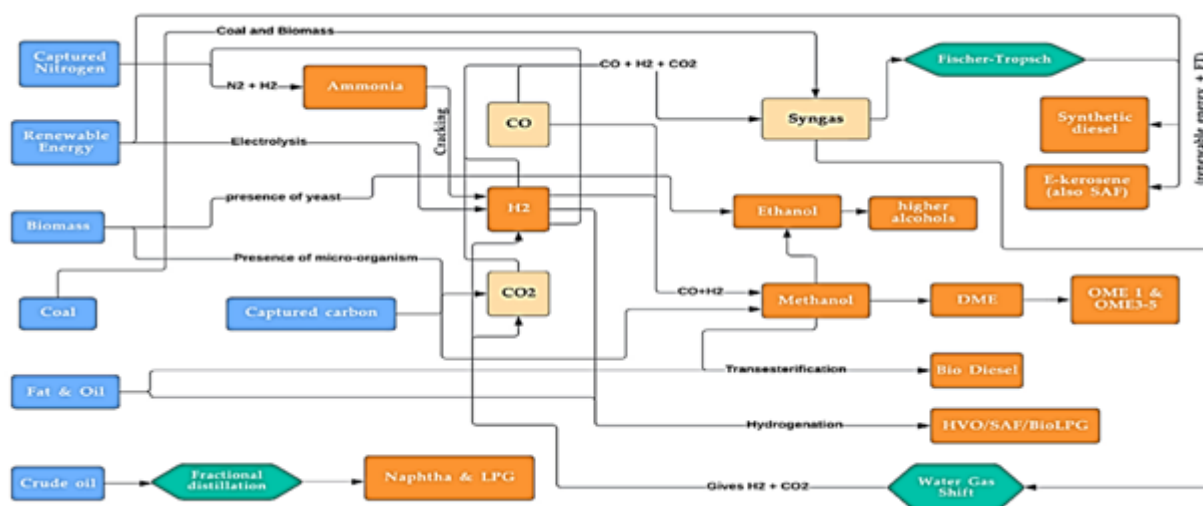 Coal and Biomass
Captured
Nitrogen
N2 + H2
Ammonia
Cracking
CO + H2 + CO2
CO
Syngas
Fischer-Tropsch
Synthetic
diesel
E-kerosene
(also SAF)
Renewable
Energy
Electrolysis
presence of yeast
H2
Ethanol
higher
alcohols
Biomass
Presence of micro-organism
CO2
CO+H2
Methanol
DME
OME 1 &
OME3-5
Coal
Captured carbon
Fat & Oil
Transesterification
Bio Diesel
Hydrogenation
HVO/SAF/BioLPG
Crude oil
Fractional
distillation
Naphtha & LPG
Gives H2 + CO2
Water Gas
Shift
renewable energy +